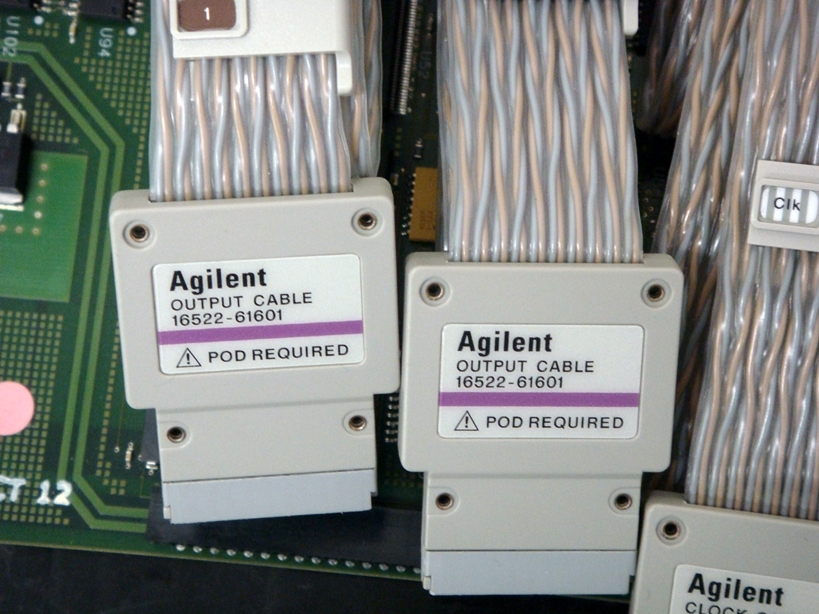 1
U102
U94
Clk
Agilent
OUTPUT CABLE
16522-61601
⚠ POD REQUIRED
Agilent
OUTPUT CABLE
16522-61601
⚠ POD REQUIRED
12
Agilent
CLOCK